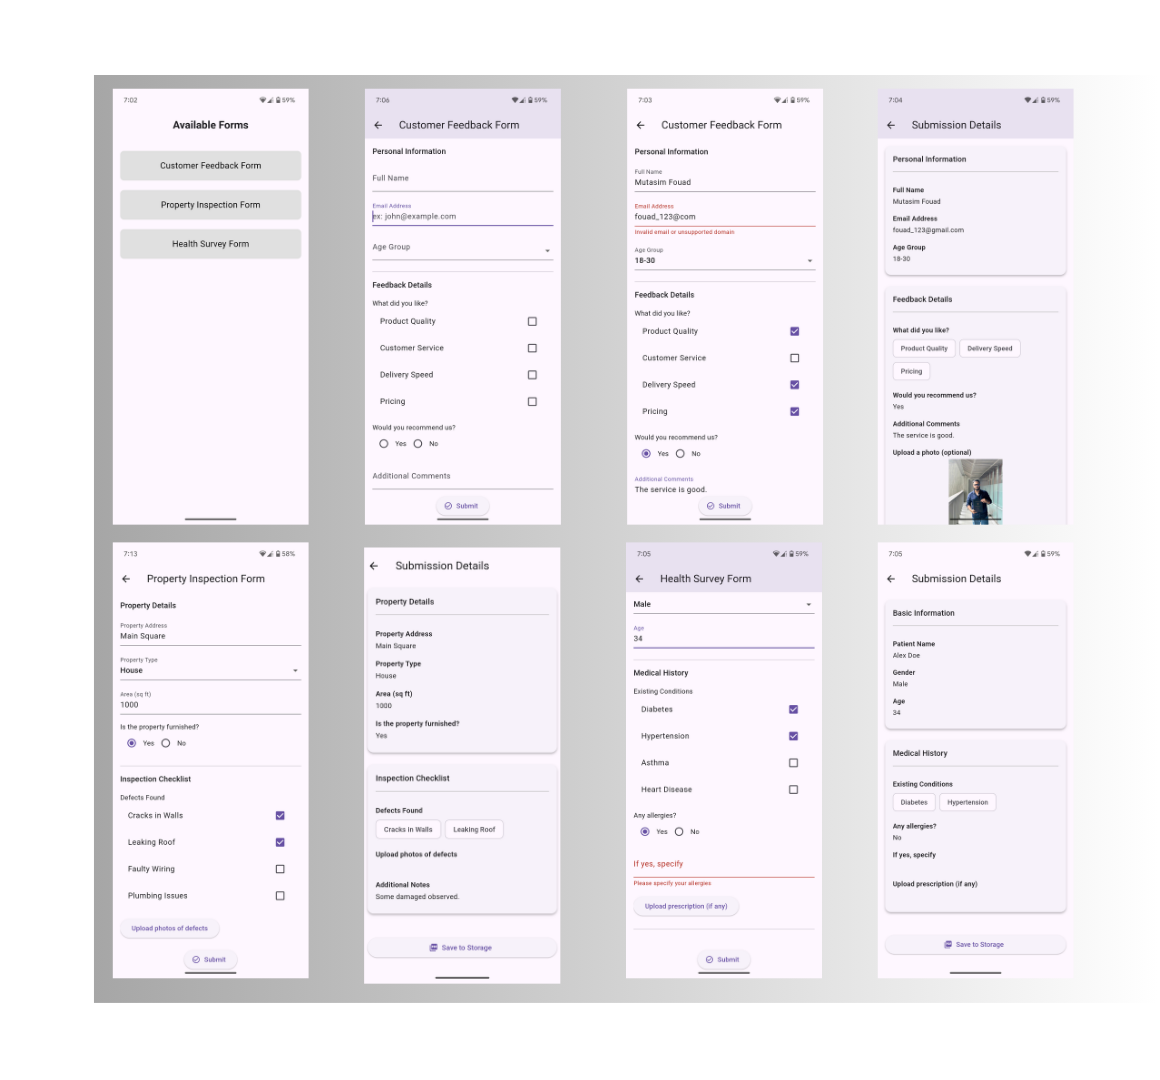 7:02
59%
Available Forms
Customer Feedback Form
Property Inspection Form
Health Survey Form
7:06
59%
Customer Feedback Form
Personal Information
Full Name
Email Address
ex: john@example.com
Age Group
Feedback Details
What did you like?
Product Quality
Customer Service
Delivery Speed
Pricing
Would you recommend us?
Yes No
Additional Comments
Submit
7:03
59%
Customer Feedback Form
Personal Information
Full Name
Mutasim Fouad
Email Address
fouad_123@com
Invalid email or unsupported domain
Age Group
18-30
Feedback Details
What did you like?
Product Quality
Customer Service
Delivery Speed
Pricing
Would you recommend us?
Yes No
Additional Comments
The service is good.
Submit
7:04
59%
Submission Details
Personal Information
Full Name
Mutasim Fouad
Email Address
fouad_123@gmail.com
Age Group
18-30
Feedback Details
What did you like?
Product Quality Delivery Speed
Pricing
Would you recommend us?
Yes
Additional Comments
The service is good.
Upload a photo (optional)
7:13
58%
Property Inspection Form
Property Details
Property Address
Main Square
Property Type
House
Area (sq ft)
1000
Is the property furnished?
Yes No
Inspection Checklist
Defects Found
Cracks in Walls
Leaking Roof
Faulty Wiring
Plumbing Issues
Upload photos of defects
Submit
Submission Details
Property Details
Property Address
Main Square
Property Type
House
Area (sq ft)
1000
Is the property furnished?
Yes
Inspection Checklist
Defects Found
Cracks in Walls Leaking Roof
Upload photos of defects
Additional Notes
Some damaged observed.
Save to Storage
7:05
59%
Health Survey Form
Male
Age
34
Medical History
Existing Conditions
Diabetes
Hypertension
Asthma
Heart Disease
Any allergies?
Yes No
If yes, specify
Please specify your allergies
Upload prescription (if any)
Submit
7:05
59%
Submission Details
Basic Information
Patient Name
Alex Doe
Gender
Male
Age
34
Medical History
Existing Conditions
Diabetes Hypertension
Any allergies?
No
If yes, specify
Upload prescription (if any)
Save to Storage